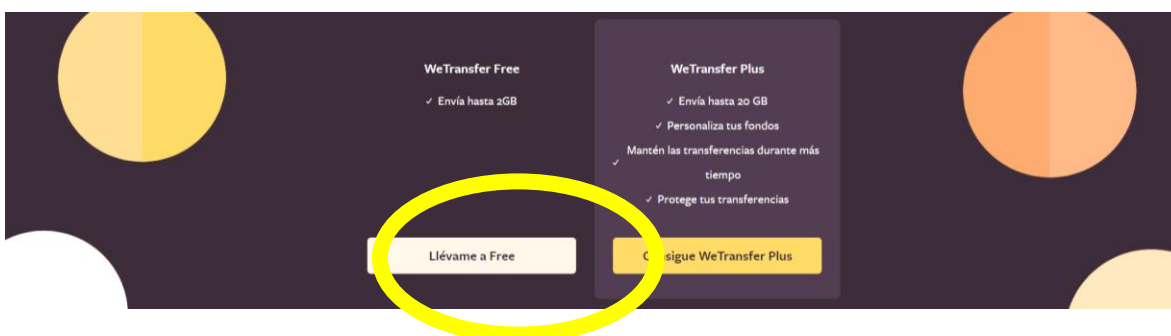 WeTransfer Free
✓ Envía hasta 2GB
Llévame a Free
WeTransfer Plus
✓ Envía hasta 20 GB
✓ Personaliza tus fondos
✓ Mantén las transferencias durante más
tiempo
✓ Protege tus transferencias
Consigue WeTransfer Plus